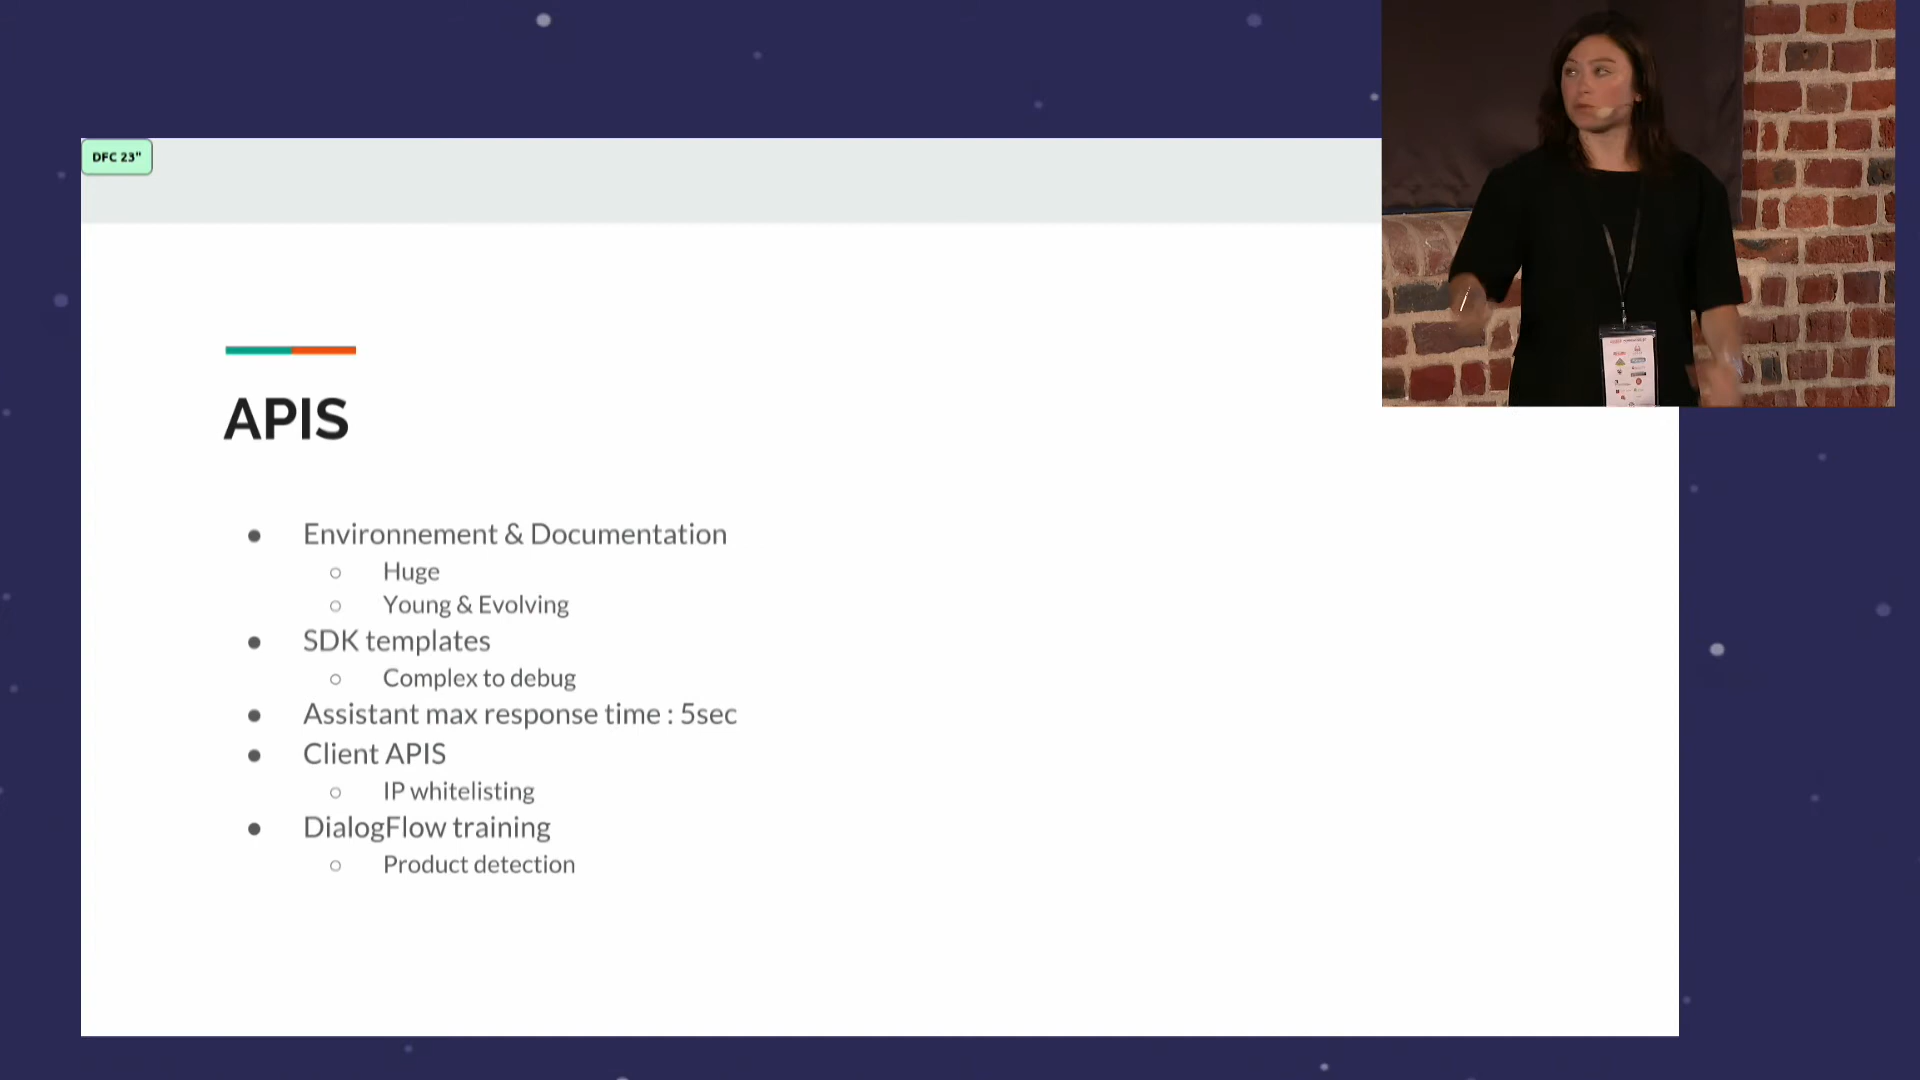 DFC 23"
APIS
● Environnement & Documentation
○ Huge
○ Young & Evolving
● SDK templates
○ Complex to debug
● Assistant max response time : 5sec
● Client APIS
○ IP whitelisting
● DialogFlow training
○ Product detection